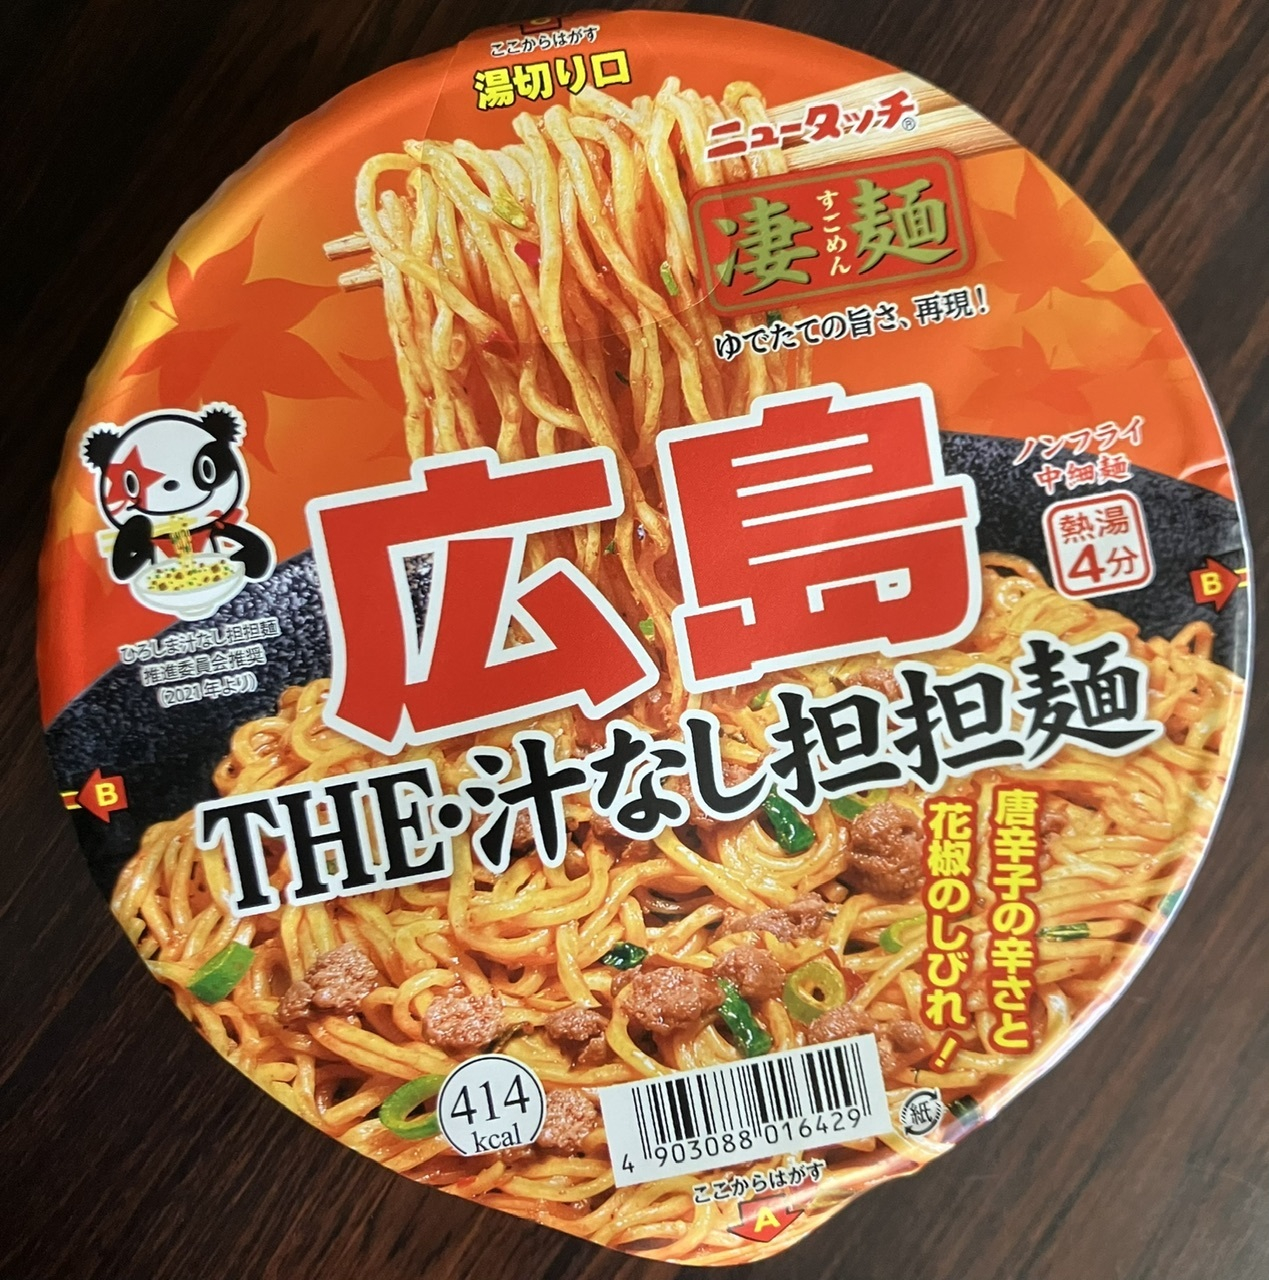 ここからはがす
湯切り口
ニュータッチ®
凄麺
すごめん
ゆでたての旨さ、再現!
広島
THE・汁なし担担麺
ノンフライ
中細麺
熱湯
4分
B
ひろしま汁なし担担麺
推進委員会推奨
(2021年より)
B
唐辛子の辛さと
花椒のしびれ!
414
kcal
4 903088 016429
紙
ここからはがす
A